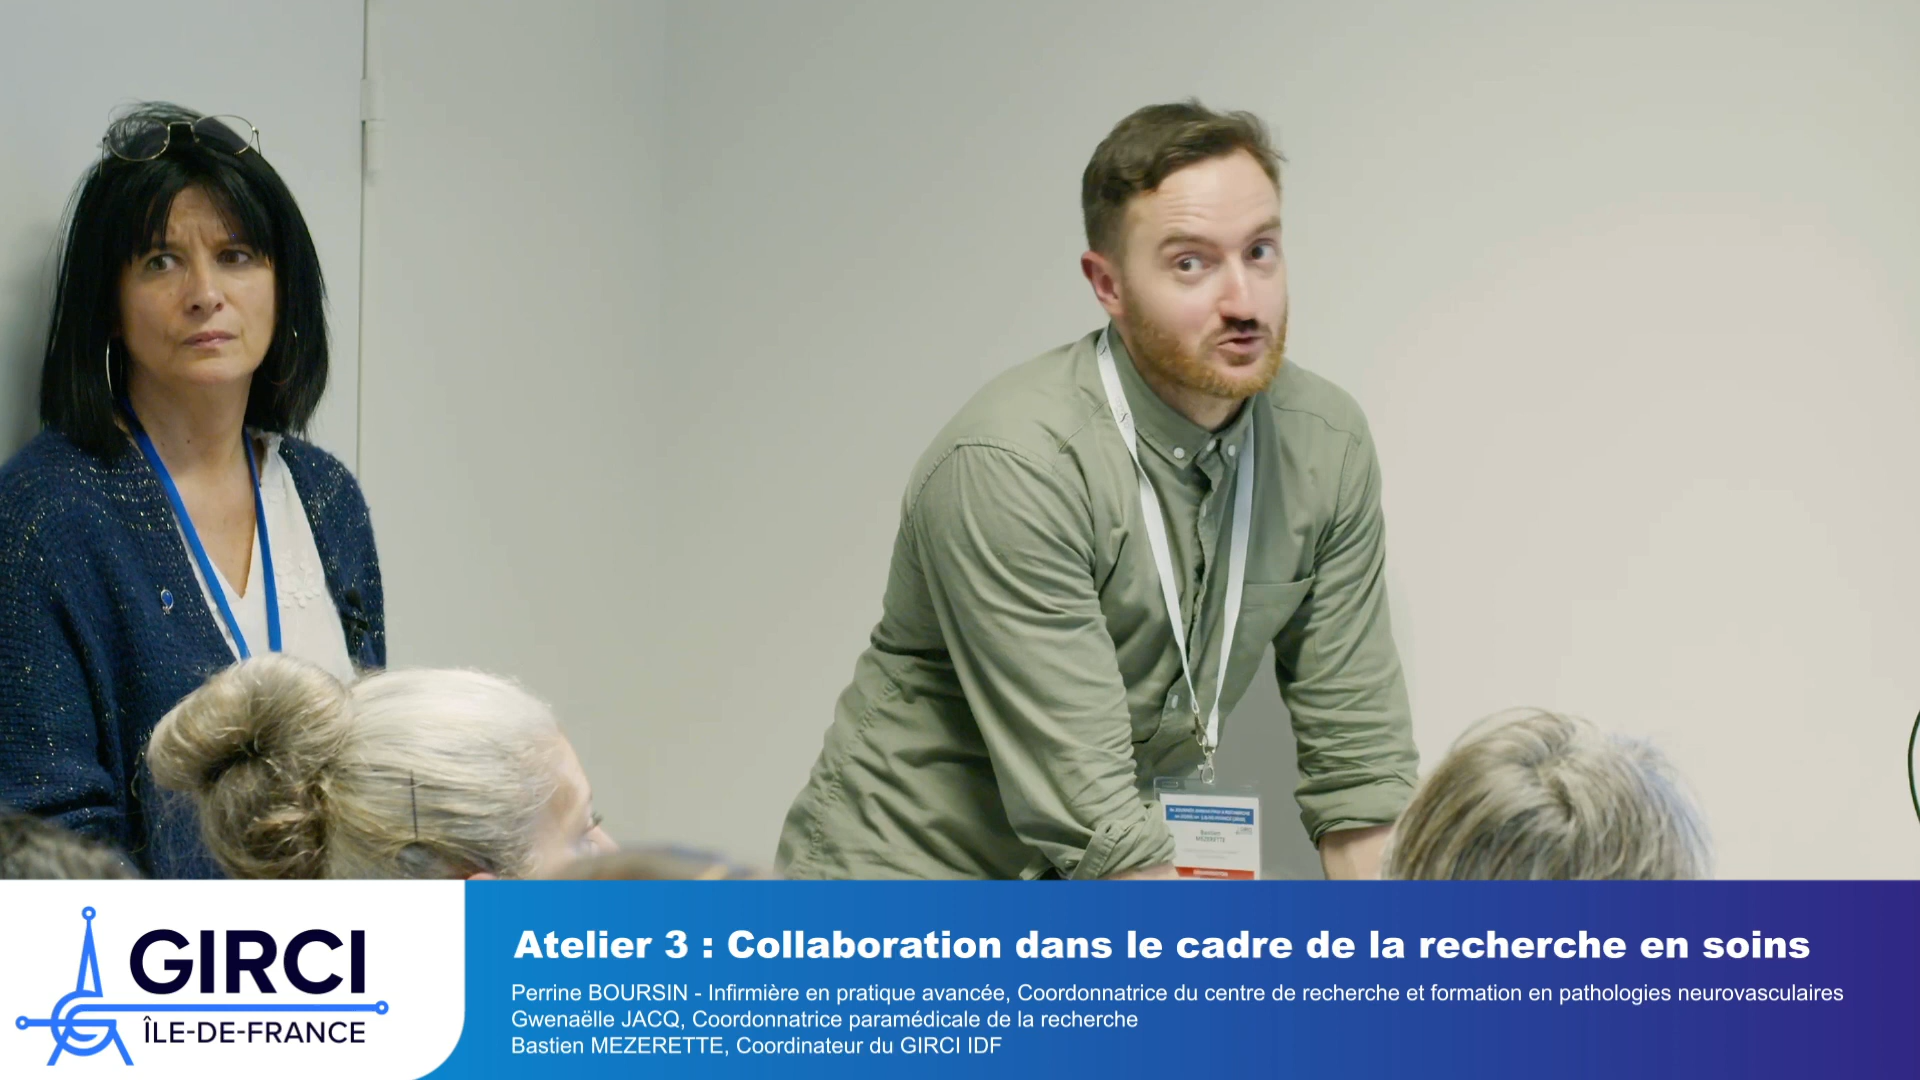 Bastien
MEZERETTE
GIRCI
ÎLE-DE-FRANCE
Atelier 3 : Collaboration dans le cadre de la recherche en soins
Perrine BOURSIN - Infirmière en pratique avancée, Coordonnatrice du centre de recherche et formation en pathologies neurovasculaires
Gwenaëlle JACQ, Coordonnatrice paramédicale de la recherche
Bastien MEZERETTE, Coordinateur du GIRCI IDF